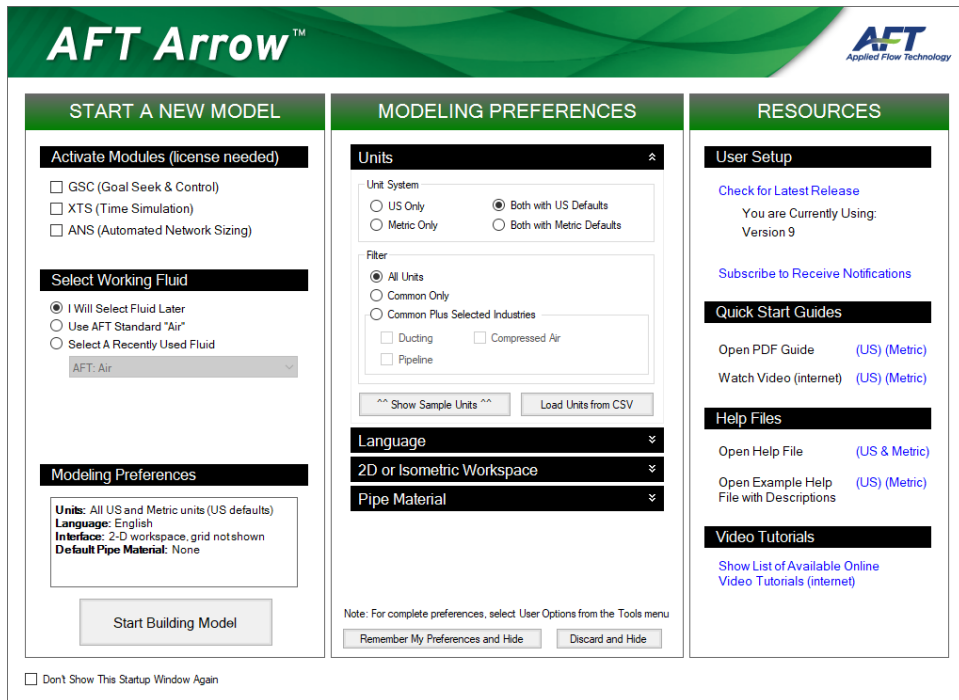 AFT Arrow™
AFT
Applied Flow Technology
START A NEW MODEL
Activate Modules (license needed)
GSC (Goal Seek & Control)
XTS (Time Simulation)
ANS (Automated Network Sizing)
Select Working Fluid
I Will Select Fluid Later
Use AFT Standard "Air"
Select A Recently Used Fluid
AFT: Air
Modeling Preferences
Units: All US and Metric units (US defaults)
Language: English
Interface: 2-D workspace, grid not shown
Default Pipe Material: None
Start Building Model
MODELING PREFERENCES
Units
Unit System
US Only
Both with US Defaults
Metric Only
Both with Metric Defaults
Filter
All Units
Common Only
Common Plus Selected Industries
Ducting
Compressed Air
Pipeline
^^ Show Sample Units ^^
Load Units from CSV
Language
2D or Isometric Workspace
Pipe Material
Note: For complete preferences, select User Options from the Tools menu
Remember My Preferences and Hide
Discard and Hide
RESOURCES
User Setup
Check for Latest Release
You are Currently Using:
Version 9
Subscribe to Receive Notifications
Quick Start Guides
Open PDF Guide (US) (Metric)
Watch Video (internet) (US) (Metric)
Help Files
Open Help File (US & Metric)
Open Example Help (US) (Metric)
File with Descriptions
Video Tutorials
Show List of Available Online
Video Tutorials (internet)
Don't Show This Startup Window Again